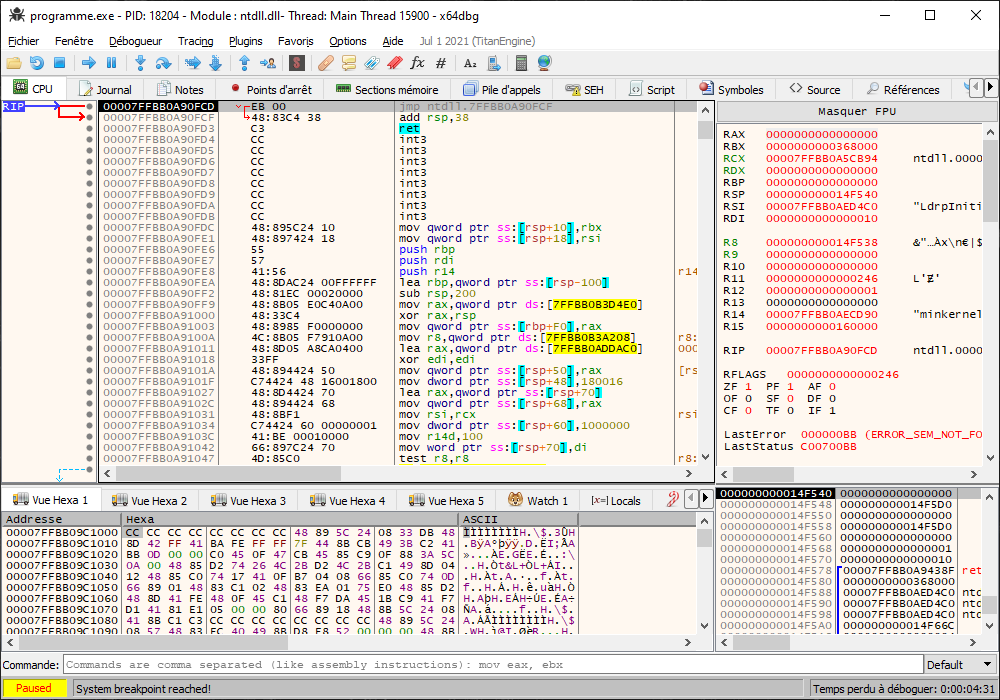 programme.exe - PID: 18204 - Module : ntdll.dll- Thread: Main Thread 15900 - x64dbg
Fichier Fenêtre Débogueur Tracing Plugins Favoris Options Aide Jul 1 2021 (TitanEngine)
CPU Journal Notes Points d'arrêt Sections mémoire Pile d'appels SEH Script Symboles Source Références
RIP
00007FFBB0A90FCD EB 00 jmp ntdll.7FFBB0A90FCF
00007FFBB0A90FCF 48:83C4 38 add rsp,38
00007FFBB0A90FD3 C3 ret
00007FFBB0A90FD4 CC int3
00007FFBB0A90FD5 CC int3
00007FFBB0A90FD6 CC int3
00007FFBB0A90FD7 CC int3
00007FFBB0A90FD8 CC int3
00007FFBB0A90FD9 CC int3
00007FFBB0A90FDA CC int3
00007FFBB0A90FDB CC int3
00007FFBB0A90FDC 48:895C24 10 mov qword ptr ss:[rsp+10],rbx
00007FFBB0A90FE1 48:897424 18 mov qword ptr ss:[rsp+18],rsi
00007FFBB0A90FE6 55 push rbp
00007FFBB0A90FE7 57 push rdi
00007FFBB0A90FE8 41:56 push r14 r14
00007FFBB0A90FEA 48:8DAC24 00FFFFFF lea rbp,qword ptr ss:[rsp-100]
00007FFBB0A90FF2 48:81EC 00020000 sub rsp,200
00007FFBB0A90FF9 48:8B05 E0C40A00 mov rax,qword ptr ds:[7FFBB0B3D4E0]
00007FFBB0A91000 48:33C4 xor rax,rsp
00007FFBB0A91003 48:8985 F0000000 mov qword ptr ss:[rbp+F0],rax
00007FFBB0A9100A 4C:8B05 F7910A00 mov r8,qword ptr ds:[7FFBB0B3A208] r8:
00007FFBB0A91011 48:8D05 A8CA0400 lea rax,qword ptr ds:[7FFBB0ADDAC0] 000
00007FFBB0A91018 33FF xor edi,edi
00007FFBB0A9101A 48:894424 50 mov qword ptr ss:[rsp+50],rax [rs
00007FFBB0A9101F C74424 48 16001800 mov dword ptr ss:[rsp+48],180016
00007FFBB0A91027 48:8D4424 70 lea rax,qword ptr ss:[rsp+70]
00007FFBB0A9102C 48:894424 68 mov qword ptr ss:[rsp+68],rax
00007FFBB0A91031 48:8BF1 mov rsi,rcx rsi
00007FFBB0A91034 C74424 60 00000001 mov dword ptr ss:[rsp+60],1000000
00007FFBB0A9103C 41:BE 00010000 mov r14d,100
00007FFBB0A91042 66:897C24 70 mov word ptr ss:[rsp+70],di
00007FFBB0A91047 4D:85C0 test r8,r8 r8:
Masquer FPU
RAX 0000000000000000
RBX 0000000000368000
RCX 00007FFBB0A5CB94 ntdll.0000
RDX 0000000000000000
RBP 0000000000000000
RSP 000000000014F540
RSI 00007FFBB0AED4C0 "LdrpIniti
RDI 0000000000000010
R8 000000000014F538 &"…Àx\n€|$
R9 0000000000000000
R10 0000000000000000
R11 0000000000000246 L'Ɇ'
R12 0000000000000001
R13 0000000000000000
R14 00007FFBB0AECD90 "minkernel
R15 0000000000160000
RIP 00007FFBB0A90FCD ntdll.0000
RFLAGS 0000000000000246
ZF 1 PF 1 AF 0
OF 0 SF 0 DF 0
CF 0 TF 0 IF 1
LastError 000000BB (ERROR_SEM_NOT_FO
LastStatus C00700BB
Vue Hexa 1 Vue Hexa 2 Vue Hexa 3 Vue Hexa 4 Vue Hexa 5 Watch 1 Locals
Adresse Hexa ASCII
00007FFBB09C1000 CC CC CC CC CC CC CC CC 48 89 5C 24 08 33 DB 48 ÌÌÌÌÌÌÌÌH.\$.3ÛH
00007FFBB09C1010 8D 42 FF 41 BA FE FF FF 7F 44 8B CB 49 3B C2 41 .BÿAºþÿÿ.D.ËI;ÂA
00007FFBB09C1020 BB 0D 00 00 C0 45 0F 47 CB 45 85 C9 0F 88 3A 5C »...ÀE.GËE.É..:\
00007FFBB09C1030 0A 00 48 85 D2 74 26 4C 2B D2 4C 2B C1 49 8D 04 ..H.Òt&L+ÒL+ÁI..
00007FFBB09C1040 12 48 85 C0 74 17 41 0F B7 04 08 66 85 C0 74 0D .H.Àt.A.·..f.Àt.
00007FFBB09C1050 66 89 01 48 83 C1 02 48 83 EA 01 75 E0 48 85 D2 f..H.Á.H.ê.uàH.Ò
00007FFBB09C1060 48 8D 41 FE 48 0F 45 C1 48 F7 DA 45 1B C9 41 F7 H.AþH.EÁH÷ÚE.ÉA÷
00007FFBB09C1070 D1 41 81 E1 05 00 00 80 66 89 18 48 8B 5C 24 08 ÑA.á....f..H.\$.
00007FFBB09C1080 41 8B C1 C3 CC CC CC CC CC CC CC CC 48 89 5C 24 A.ÁÃÌÌÌÌÌÌÌÌH.\$
000000000014F540 0000000000000000
000000000014F548 000000000014F5D0
000000000014F550 0000000000000000
000000000014F558 000000000014F5D0
000000000014F560 0000000000000000
000000000014F568 0000000000000001
000000000014F570 0000000000000010
000000000014F578 00007FFBB0A9438F ret
000000000014F580 0000000000368000
000000000014F588 00007FFBB0AED4C0 ntd
000000000014F590 00007FFBB0AED4C0 ntd
000000000014F598 00007FFBB0AED4C0 ntd
000000000014F5A0 000000000014F66C
Commande: Commands are comma separated (like assembly instructions): mov eax, ebx Default
Paused System breakpoint reached! Temps perdu à déboguer: 0:00:04:31